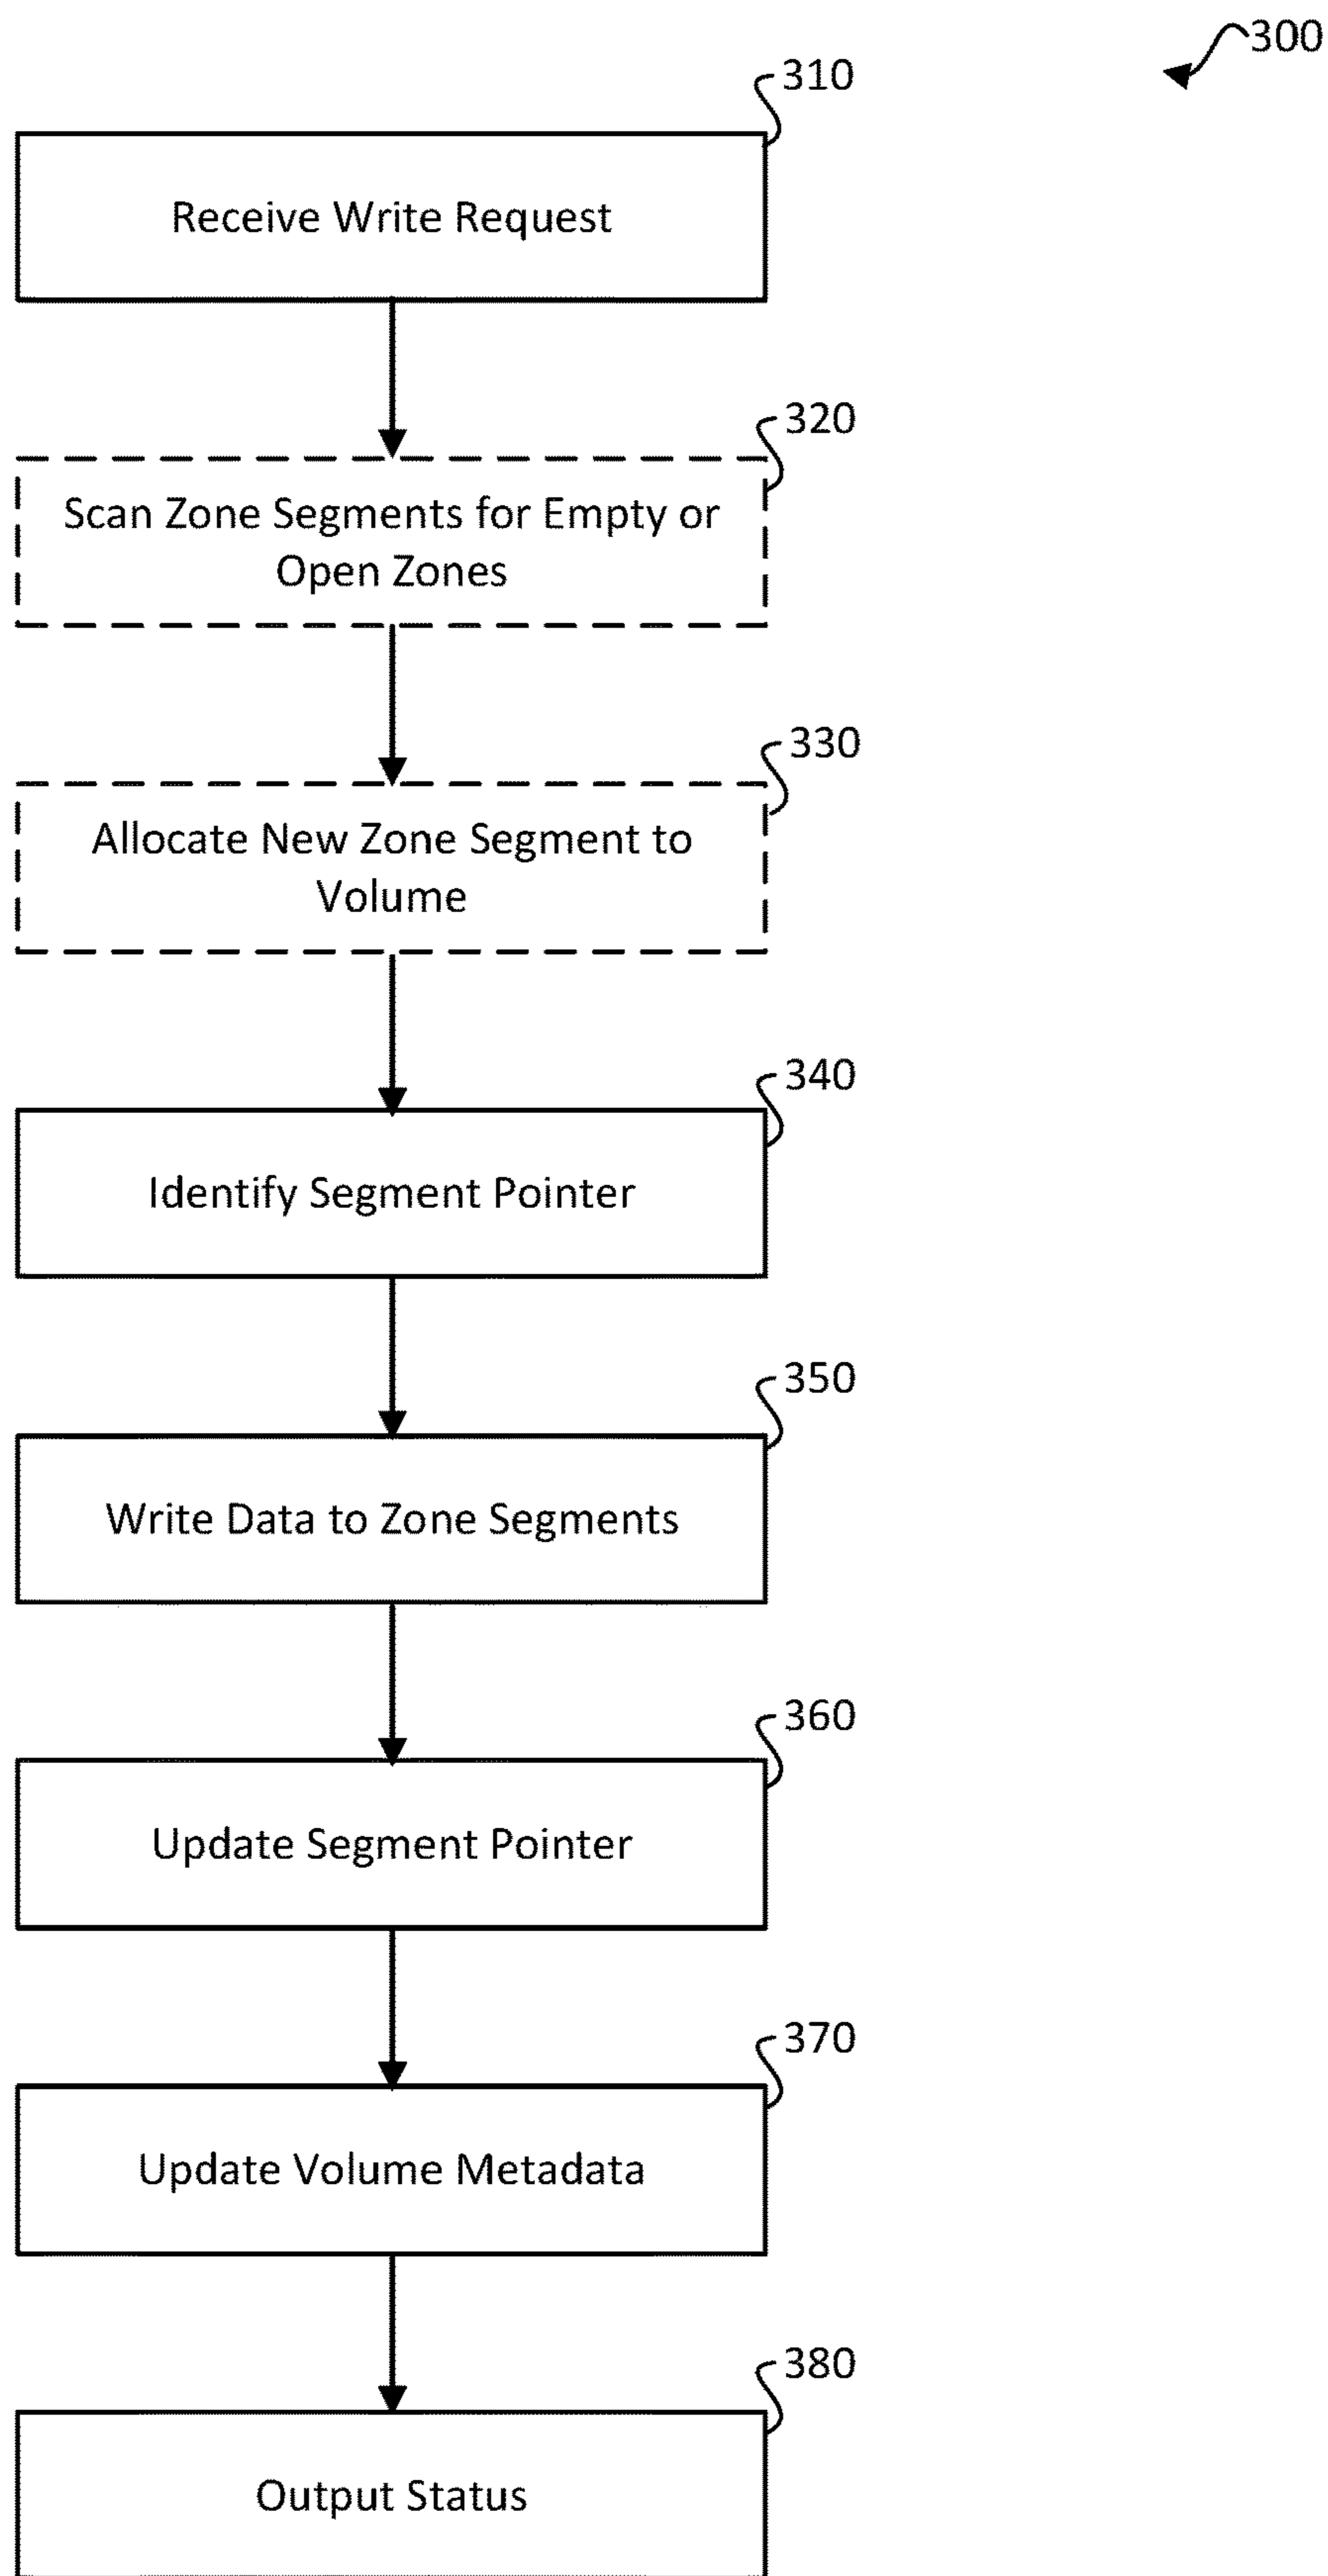 300
310
Receive Write Request
320
Scan Zone Segments for Empty or
Open Zones
330
Allocate New Zone Segment to
Volume
340
Identify Segment Pointer
350
Write Data to Zone Segments
360
Update Segment Pointer
370
Update Volume Metadata
380
Output Status